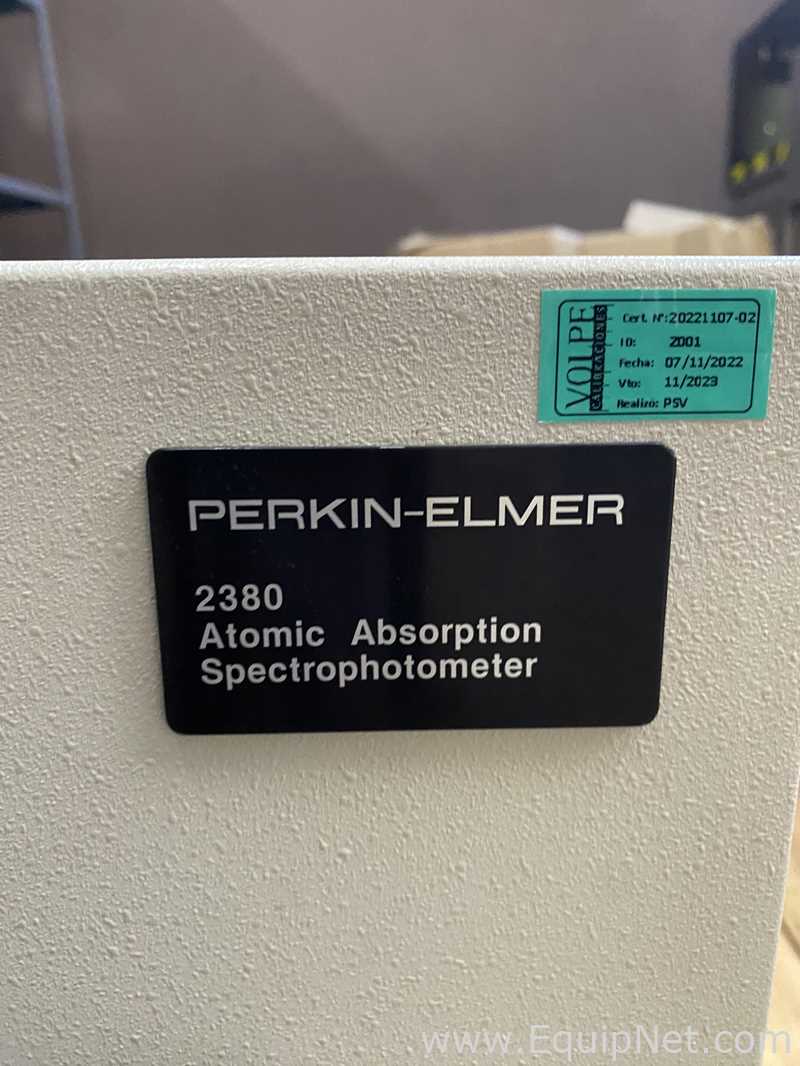 VOLPE
CALIBRACIONES
Cert. Nº:20221107-02
ID: Z001
Fecha: 07/11/2022
Vto: 11/2023
Realizó: PSV
PERKIN-ELMER
2380
Atomic Absorption
Spectrophotometer
www.EquipNet.com